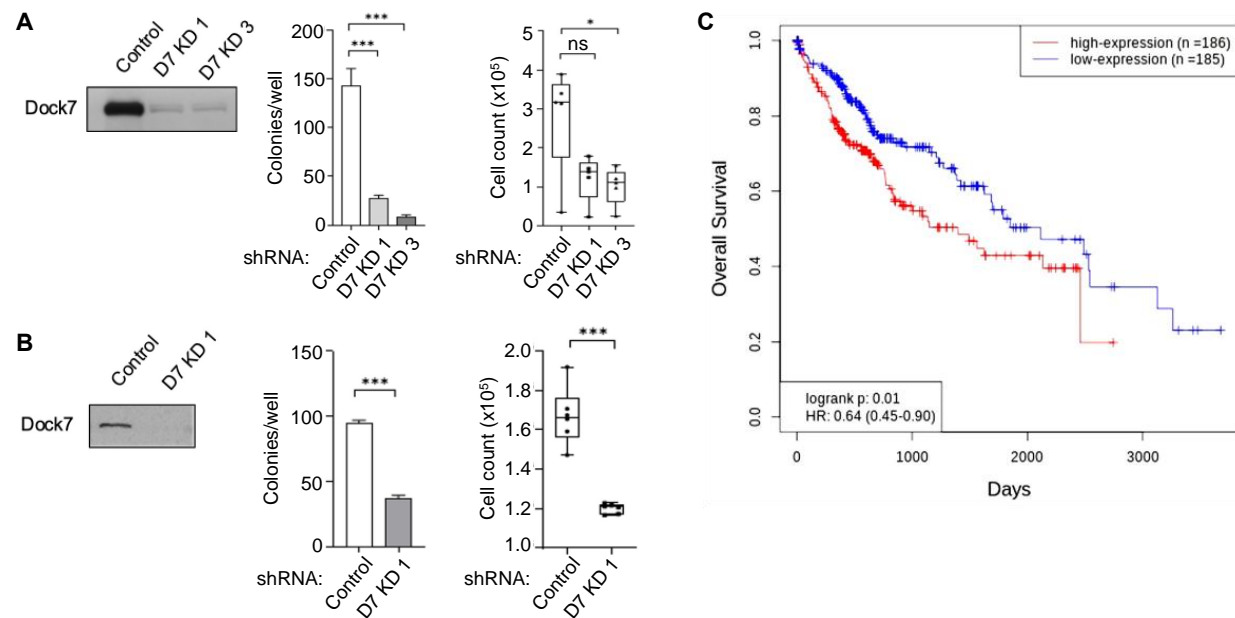 A
Control
D7 KD 1
D7 KD 3
Dock7
Colonies/well
200
150
100
50
0
***
***
shRNA:
Control
D7 KD 1
D7 KD 3
Cell count (x10⁵)
5
4
3
2
1
0
*
ns
shRNA:
Control
D7 KD 1
D7 KD 3
B
Control
D7 KD 1
Dock7
Colonies/well
150
100
50
0
***
shRNA:
Control
D7 KD 1
Cell count (x10⁵)
2.0
1.8
1.6
1.4
1.2
1.0
***
shRNA:
Control
D7 KD 1
C
high-expression (n =186)
low-expression (n =185)
Overall Survival
1.0
0.8
0.6
0.4
0.2
0.0
logrank p: 0.01
HR: 0.64 (0.45-0.90)
0
1000
2000
3000
Days